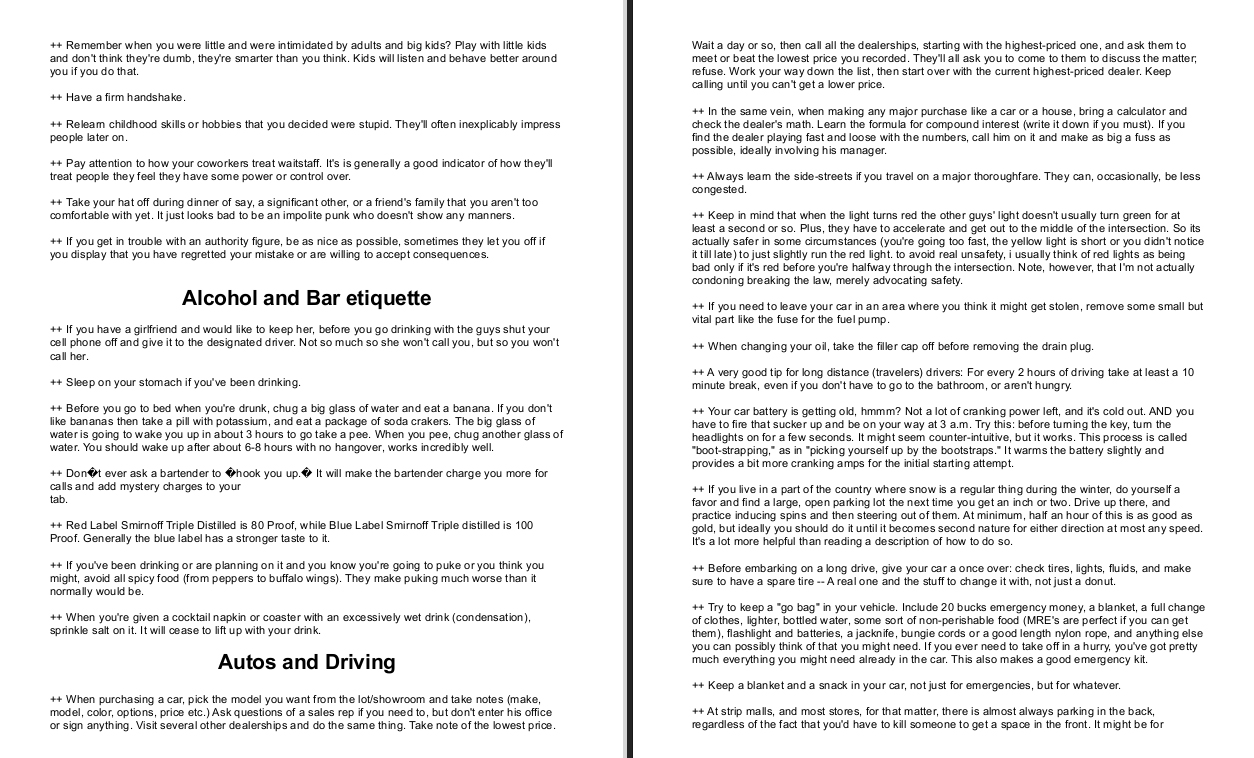 ++ Remember when you were little and were intimidated by adults and big kids? Play with little kids
and don't think they're dumb, they're smarter than you think. Kids will listen and behave better around
you if you do that.
++ Have a firm handshake.
++ Relearn childhood skills or hobbies that you decided were stupid. They'll often inexplicably impress
people later on.
++ Pay attention to how your coworkers treat waitstaff. It's is generally a good indicator of how they'll
treat people they feel they have some power or control over.
++ Take your hat off during dinner of say, a significant other, or a friend's family that you aren't too
comfortable with yet. It just looks bad to be an impolite punk who doesn't show any manners.
++ If you get in trouble with an authority figure, be as nice as possible, sometimes they let you off if
you display that you have regretted your mistake or are willing to accept consequences.
Alcohol and Bar etiquette
++ If you have a girlfriend and would like to keep her, before you go drinking with the guys shut your
cell phone off and give it to the designated driver. Not so much so she won't call you, but so you won't
call her.
++ Sleep on your stomach if you've been drinking.
++ Before you go to bed when you're drunk, chug a big glass of water and eat a banana. If you don't
like bananas then take a pill with potassium, and eat a package of soda crakers. The big glass of
water is going to wake you up in about 3 hours to go take a pee. When you pee, chug another glass of
water. You should wake up after about 6-8 hours with no hangover, works incredibly well.
++ Don�t ever ask a bartender to �hook you up.� It will make the bartender charge you more for
calls and add mystery charges to your
tab.
++ Red Label Smirnoff Triple Distilled is 80 Proof, while Blue Label Smirnoff Triple distilled is 100
Proof. Generally the blue label has a stronger taste to it.
++ If you've been drinking or are planning on it and you know you're going to puke or you think you
might, avoid all spicy food (from peppers to buffalo wings). They make puking much worse than it
normally would be.
++ When you're given a cocktail napkin or coaster with an excessively wet drink (condensation),
sprinkle salt on it. It will cease to lift up with your drink.
Autos and Driving
++ When purchasing a car, pick the model you want from the lot/showroom and take notes (make,
model, color, options, price etc.) Ask questions of a sales rep if you need to, but don't enter his office
or sign anything. Visit several other dealerships and do the same thing. Take note of the lowest price.
Wait a day or so, then call all the dealerships, starting with the highest-priced one, and ask them to
meet or beat the lowest price you recorded. They'll all ask you to come to them to discuss the matter;
refuse. Work your way down the list, then start over with the current highest-priced dealer. Keep
calling until you can't get a lower price.
++ In the same vein, when making any major purchase like a car or a house, bring a calculator and
check the dealer's math. Learn the formula for compound interest (write it down if you must). If you
find the dealer playing fast and loose with the numbers, call him on it and make as big a fuss as
possible, ideally involving his manager.
++ Always learn the side-streets if you travel on a major thoroughfare. They can, occasionally, be less
congested.
++ Keep in mind that when the light turns red the other guys' light doesn't usually turn green for at
least a second or so. Plus, they have to accelerate and get out to the middle of the intersection. So its
actually safer in some circumstances (you're going too fast, the yellow light is short or you didn't notice
it till late) to just slightly run the red light. to avoid real unsafety, i usually think of red lights as being
bad only if it's red before you're halfway through the intersection. Note, however, that I'm not actually
condoning breaking the law, merely advocating safety.
++ If you need to leave your car in an area where you think it might get stolen, remove some small but
vital part like the fuse for the fuel pump.
++ When changing your oil, take the filler cap off before removing the drain plug.
++ A very good tip for long distance (travelers) drivers: For every 2 hours of driving take at least a 10
minute break, even if you don't have to go to the bathroom, or aren't hungry.
++ Your car battery is getting old, hmmm? Not a lot of cranking power left, and it's cold out. AND you
have to fire that sucker up and be on your way at 3 a.m. Try this: before turning the key, turn the
headlights on for a few seconds. It might seem counter-intuitive, but it works. This process is called
"boot-strapping," as in "picking yourself up by the bootstraps." It warms the battery slightly and
provides a bit more cranking amps for the initial starting attempt.
++ If you live in a part of the country where snow is a regular thing during the winter, do yourself a
favor and find a large, open parking lot the next time you get an inch or two. Drive up there, and
practice inducing spins and then steering out of them. At minimum, half an hour of this is as good as
gold, but ideally you should do it until it becomes second nature for either direction at most any speed.
It's a lot more helpful than reading a description of how to do so.
++ Before embarking on a long drive, give your car a once over: check tires, lights, fluids, and make
sure to have a spare tire -- A real one and the stuff to change it with, not just a donut.
++ Try to keep a "go bag" in your vehicle. Include 20 bucks emergency money, a blanket, a full change
of clothes, lighter, bottled water, some sort of non-perishable food (MRE's are perfect if you can get
them), flashlight and batteries, a jacknife, bungie cords or a good length nylon rope, and anything else
you can possibly think of that you might need. If you ever need to take off in a hurry, you've got pretty
much everything you might need already in the car. This also makes a good emergency kit.
++ Keep a blanket and a snack in your car, not just for emergencies, but for whatever.
++ At strip malls, and most stores, for that matter, there is almost always parking in the back,
regardless of the fact that you'd have to kill someone to get a space in the front. It might be for